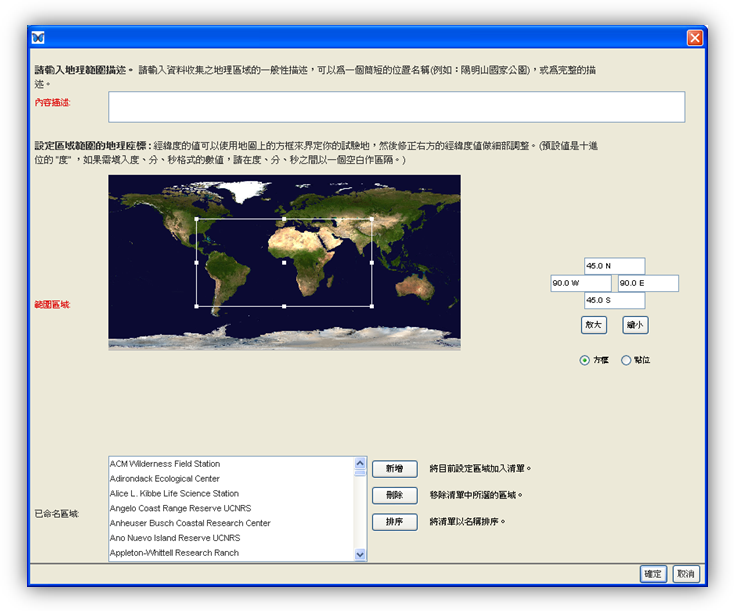 請輸入地理範圍描述。 請輸入資料收集之地理區域的一般性描述，可以為一個簡短的位置名稱(例如：陽明山國家公園)，或為完整的描
述。
內容描述:
設定區域範圍的地理座標 : 經緯度的值可以使用地圖上的方框來界定你的試驗地，然後修正右方的經緯度值做細部調整。(預設值是十進
位的 "度" ，如果需填入度、分、秒格式的數值，請在度、分、秒之間以一個空白作區隔。)
範圍區域:
45.0 N
90.0 W 90.0 E
45.0 S
放大 縮小
方框 點位
已命名區域:
ACM Wilderness Field Station
Adirondack Ecological Center
Alice L. Kibbe Life Science Station
Angelo Coast Range Reserve UCNRS
Anheuser Busch Coastal Research Center
Ano Nuevo Island Reserve UCNRS
Appleton-Whittell Research Ranch
新增 將目前設定區域加入清單。
刪除 移除清單中所選的區域。
排序 將清單以名稱排序。
確定 取消